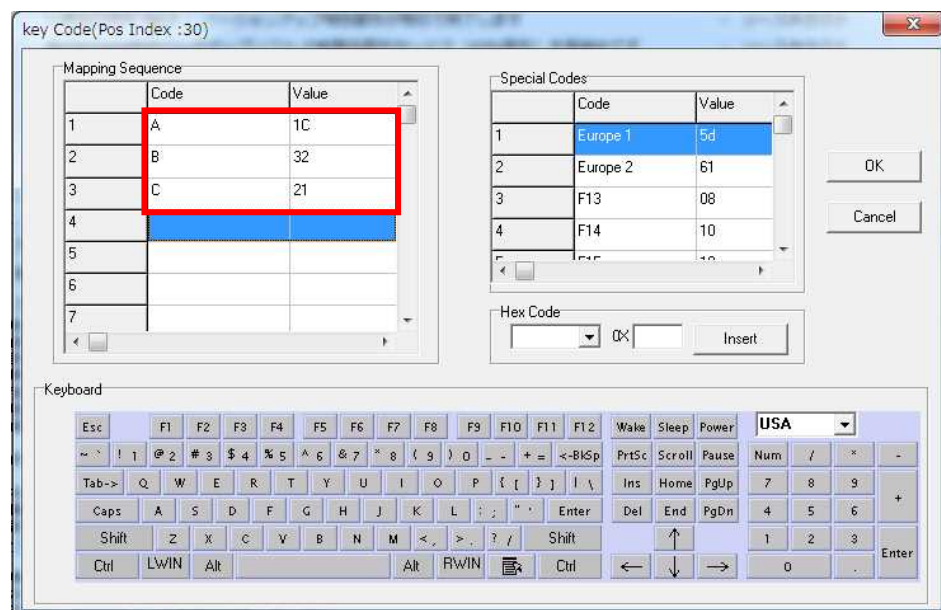 key Code(Pos Index :30)
Mapping Sequence
Code Value
1 A 1C
2 B 32
3 C 21
4
5
6
7
Special Codes
Code Value
1 Europe 1 5d
2 Europe 2 61
3 F13 08
4 F14 10
OK
Cancel
Hex Code
0X
Insert
Keyboard
Esc F1 F2 F3 F4 F5 F6 F7 F8 F9 F10 F11 F12 Wake Sleep Power USA
~ ` ! 1 @ 2 # 3 $ 4 % 5 ^ 6 & 7 * 8 ( 9 ) 0 _ - + = <-BkSp PrtSc Scroll Pause Num / * -
Tab-> Q W E R T Y U I O P { [ } ] | \ Ins Home PgUp 7 8 9 +
Caps A S D F G H J K L : ; " ' Enter Del End PgDn 4 5 6
Shift Z X C V B N M < , > . ? / Shift ↑ 1 2 3 Enter
Ctrl LWIN Alt Alt RWIN Ctrl ← ↓ → 0 .